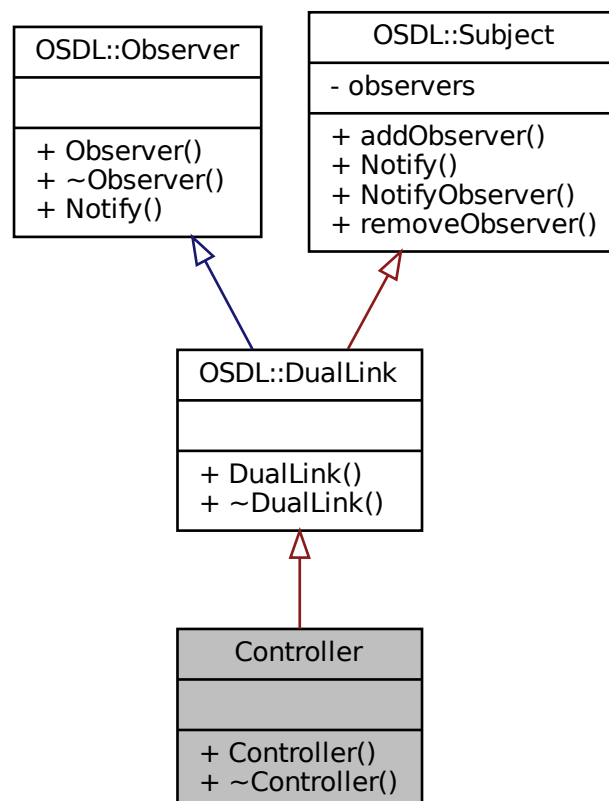 OSDL::Observer
+ Observer()
+ ~Observer()
+ Notify()
OSDL::Subject
- observers
+ addObserver()
+ Notify()
+ NotifyObserver()
+ removeObserver()
OSDL::DualLink
+ DualLink()
+ ~DualLink()
Controller
+ Controller()
+ ~Controller()